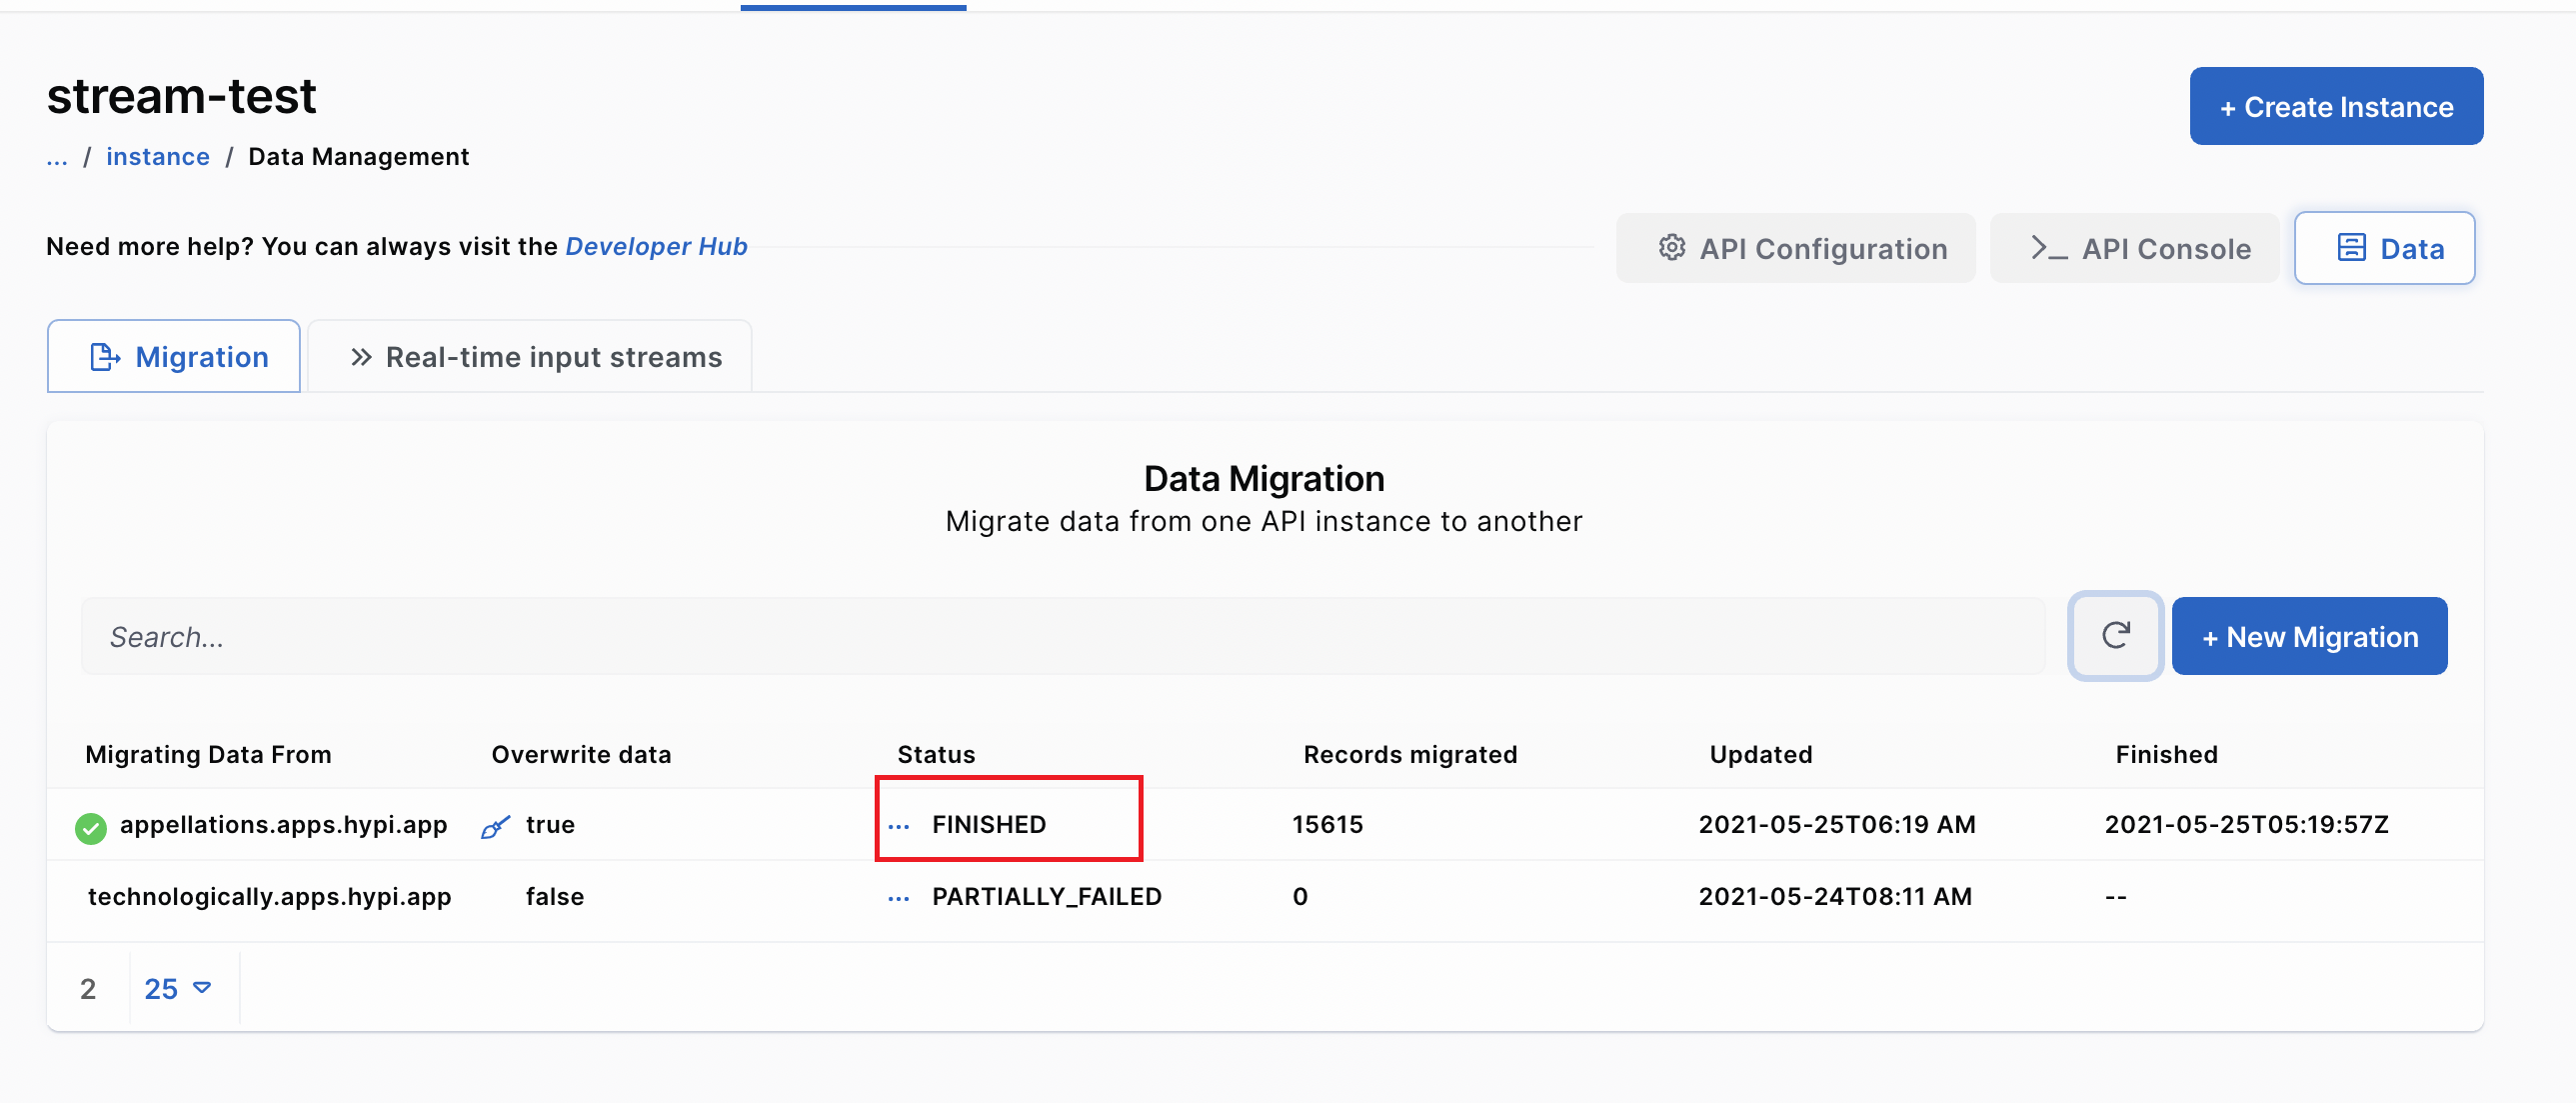 stream-test
+ Create Instance
... / instance / Data Management
Need more help? You can always visit the Developer Hub
API Configuration
API Console
Data
Migration
Real-time input streams
Data Migration
Migrate data from one API instance to another
Search...
+ New Migration
Migrating Data From Overwrite data Status Records migrated Updated Finished
appellations.apps.hypi.app true ... FINISHED 15615 2021-05-25T06:19 AM 2021-05-25T05:19:57Z
technologically.apps.hypi.app false ... PARTIALLY_FAILED 0 2021-05-24T08:11 AM --
2 25